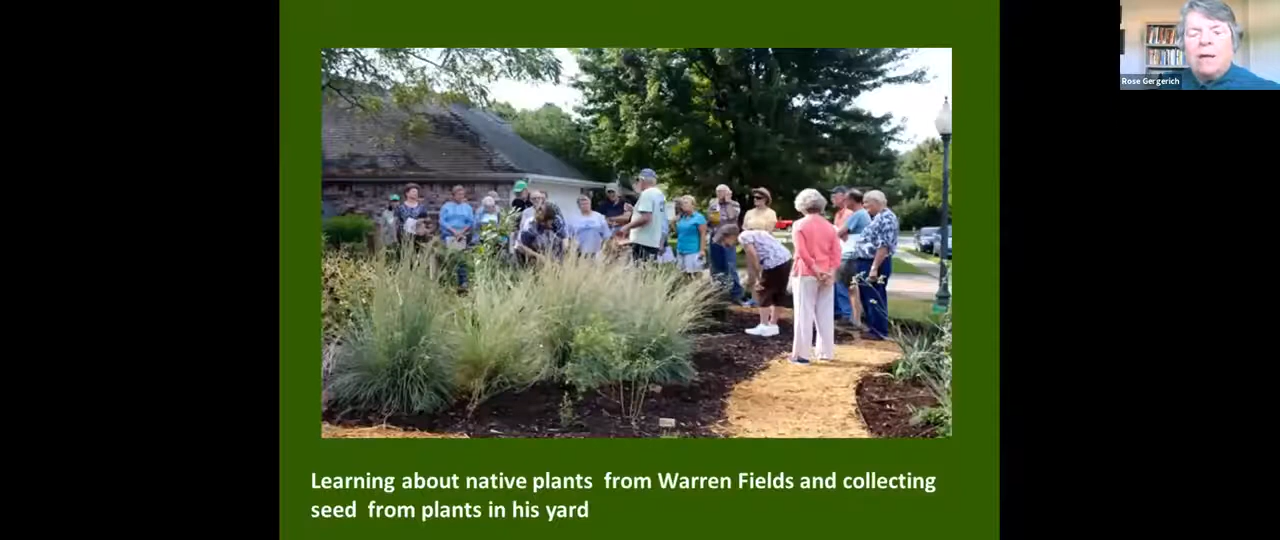 Rose Gergerich
Learning about native plants  from Warren Fields and collecting
seed  from plants in his yard